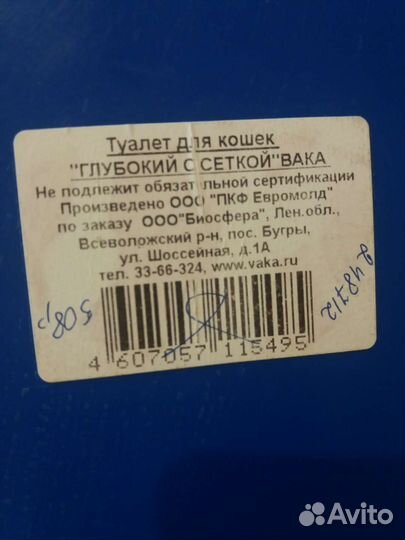 Туалет для кошек
"ГЛУБОКИЙ С СЕТКОЙ"ВАКА
Не подлежит обязательной сертификации
Произведено ООО "ПКФ Евромолд"
по заказу ООО"Биосфера", Лен.обл.,
Всеволожский р-н, пос. Бугры,
ул. Шоссейная, д.1А
тел. 33-66-324, www.vaka.ru
4 607057 115495
Avito